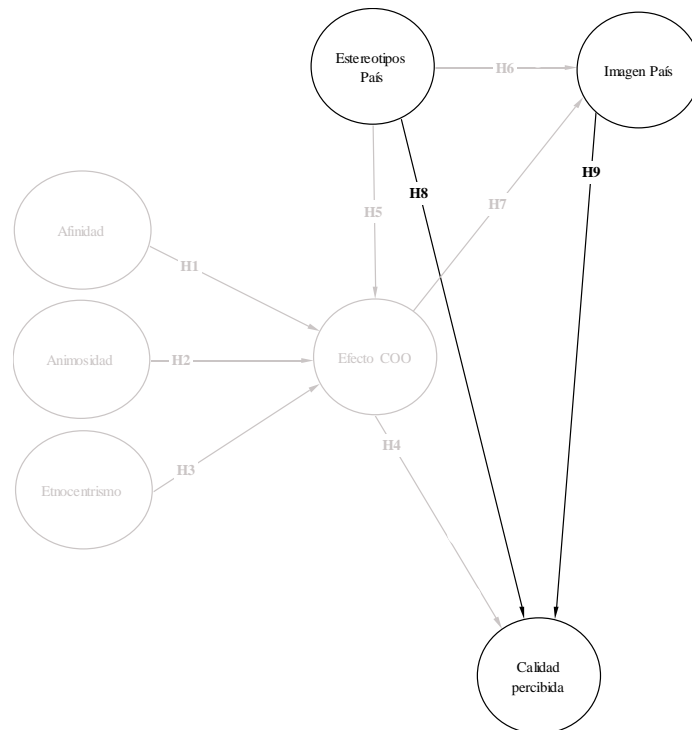 Estereotipos
País
H6
Imagen País
H9
H8
H5
H7
Afinidad
H1
Animosidad
H2
Efecto COO
H4
H3
Etnocentrismo
Calidad
percibida